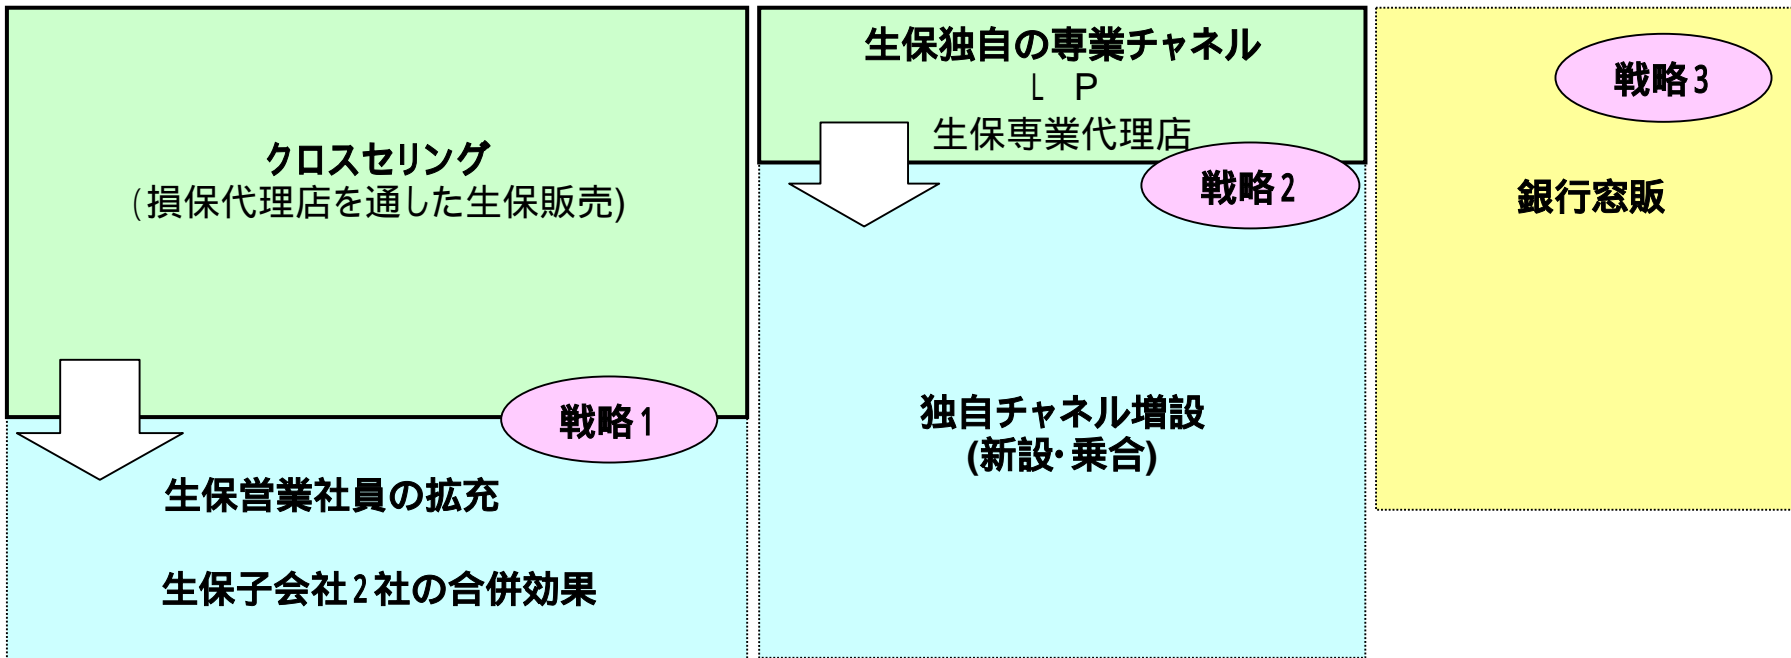 クロスセリング
(損保代理店を通した生保販売)
戦略1
生保営業社員の拡充
生保子会社2社の合併効果
生保独自の専業チャネル
L P
生保専業代理店
戦略2
独自チャネル増設
(新設・乗合)
戦略3
銀行窓販